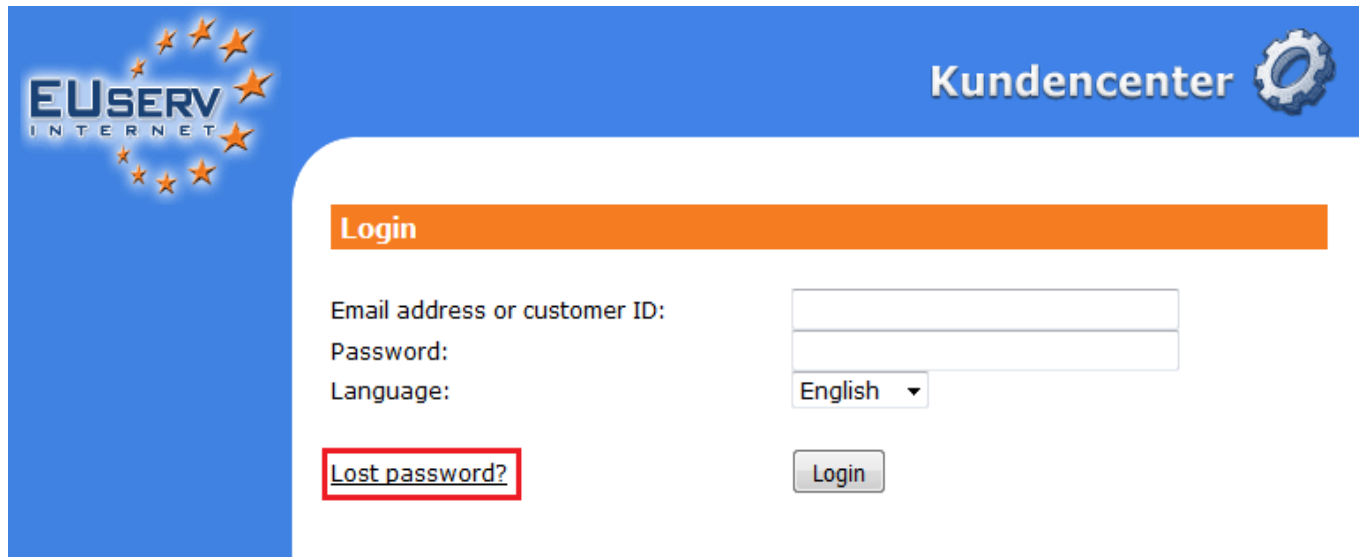 EUSERV
INTERNET
Kundencenter
Login
Email address or customer ID:
Password:
Language: English
Lost password? Login